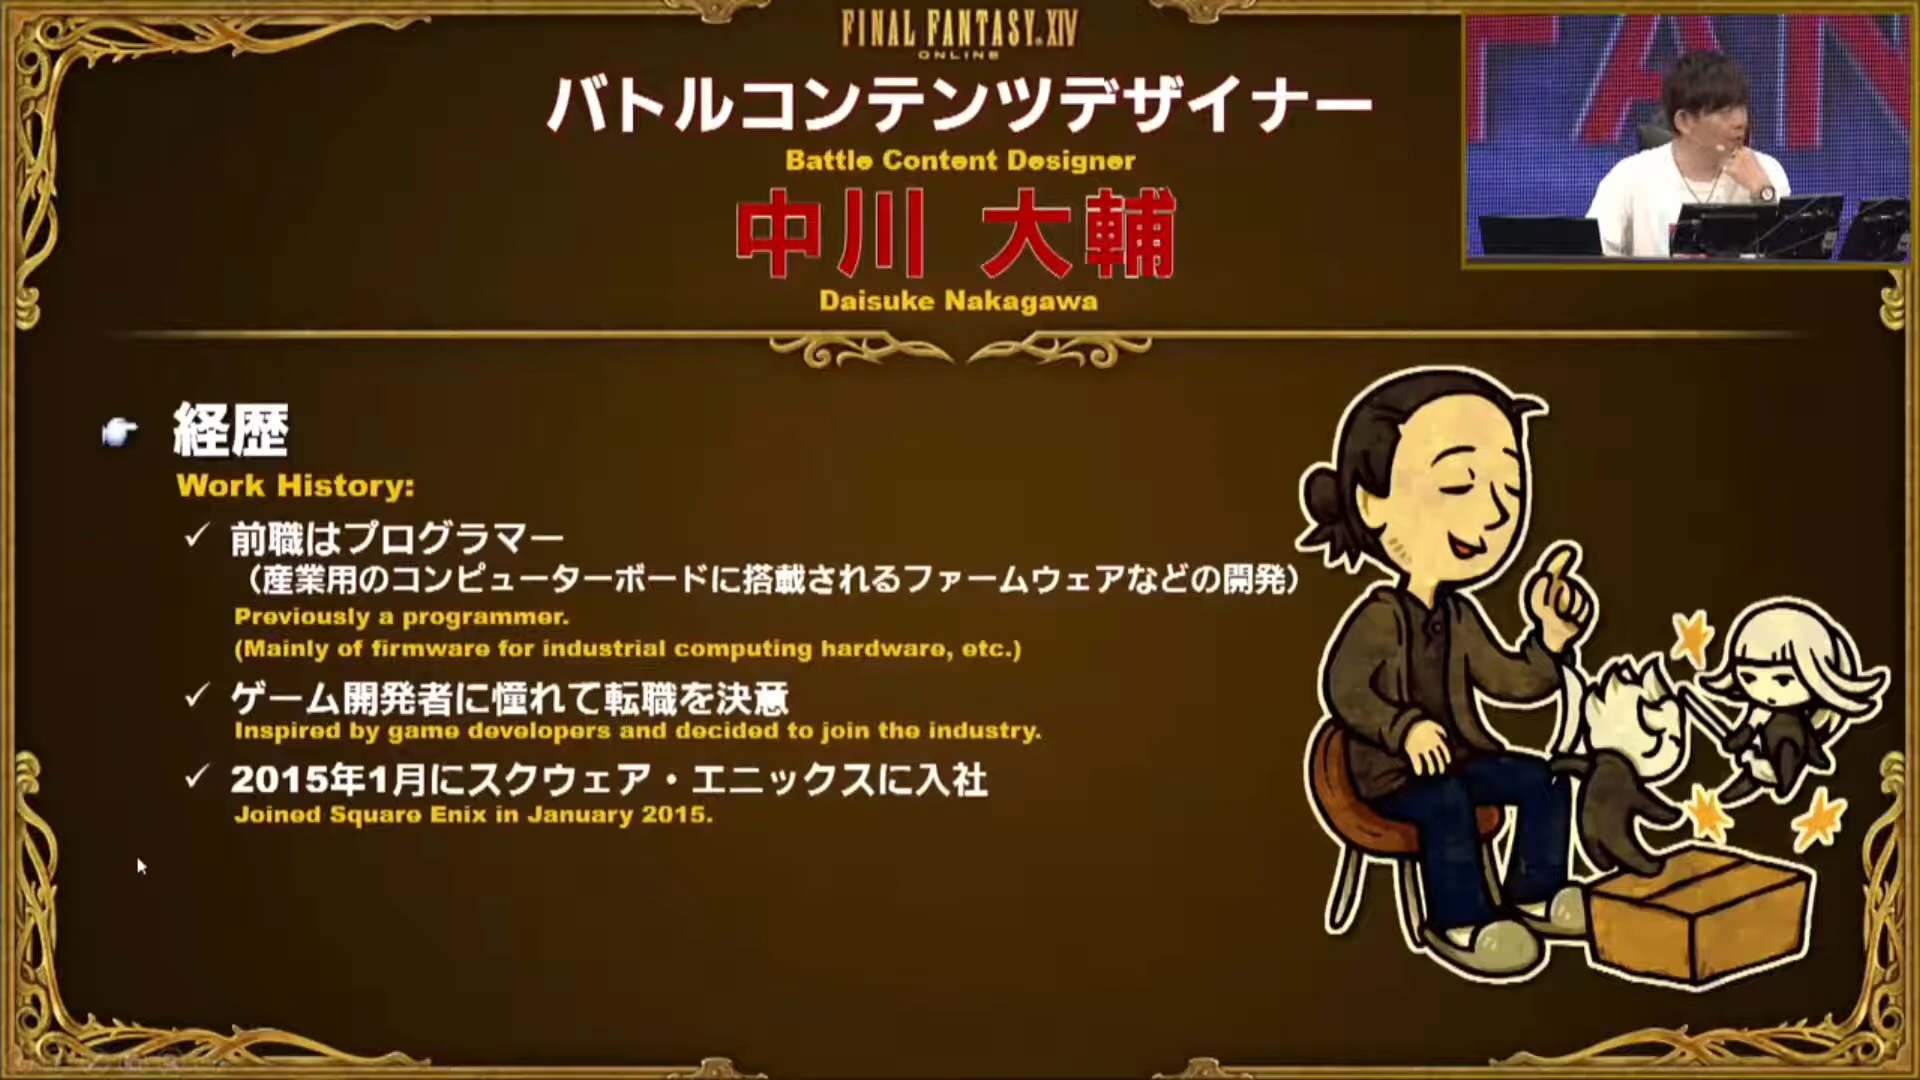 FINAL FANTASY XIV
ONLINE
バトルコンテンツデザイナー
Battle Content Designer
中川 大輔
Daisuke Nakagawa
経歴
Work History:
✓ 前職はプログラマー
（産業用のコンピューターボードに搭載されるファームウェアなどの開発）
Previously a programmer.
(Mainly of firmware for industrial computing hardware, etc.)
✓ ゲーム開発者に憧れて転職を決意
Inspired by game developers and decided to join the industry.
✓ 2015年1月にスクウェア・エニックスに入社
Joined Square Enix in January 2015.
FAN